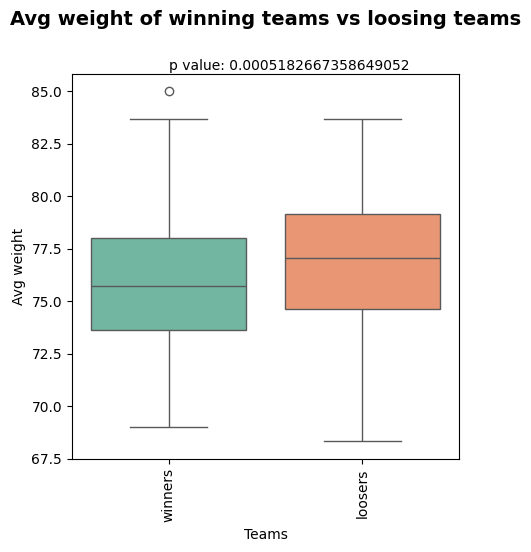 Avg weight of winning teams vs loosing teams
p value: 0.0005182667358649052
85.0
82.5
80.0
77.5
75.0
72.5
70.0
67.5
Avg weight
winners
loosers
Teams